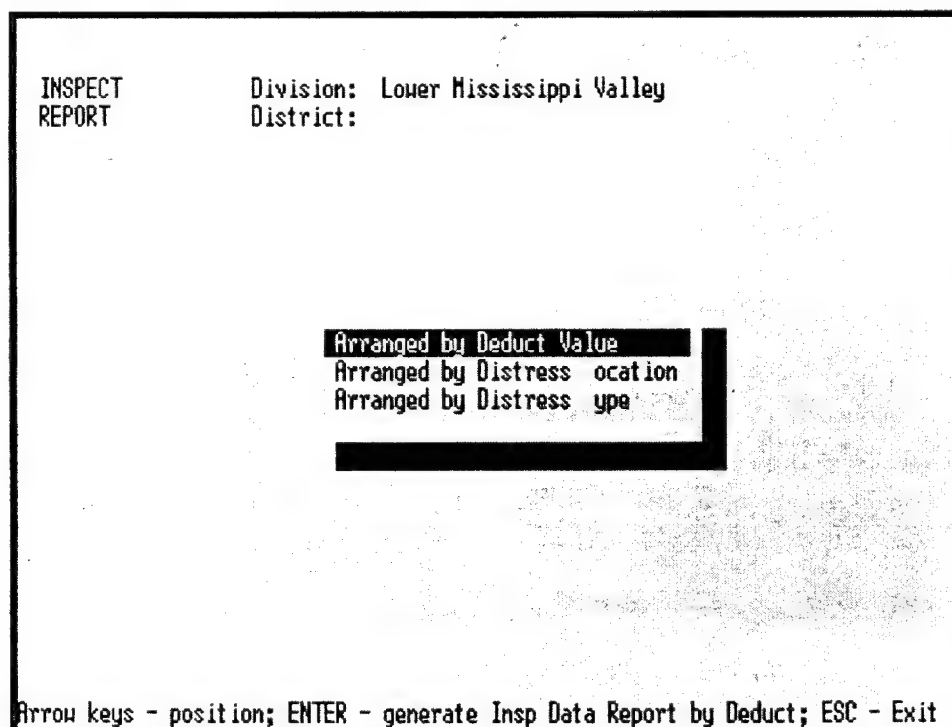 INSPECT Division: Lower Mississippi Valley
REPORT District:
Arranged by Deduct Value
Arranged by Distress ocation
Arranged by Distress ype
Arrow keys - position; ENTER - generate Insp Data Report by Deduct; ESC - Exit